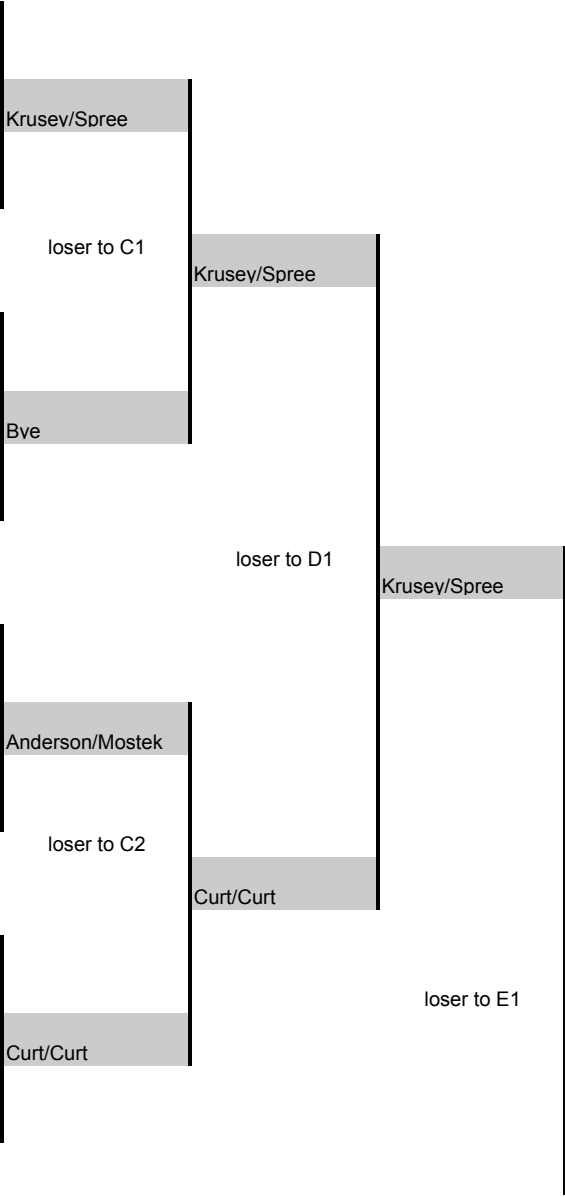 Krusey/Spree
loser to C1
Krusey/Spree
Bye
loser to D1
Krusey/Spree
Anderson/Mostek
loser to C2
Curt/Curt
loser to E1
Curt/Curt